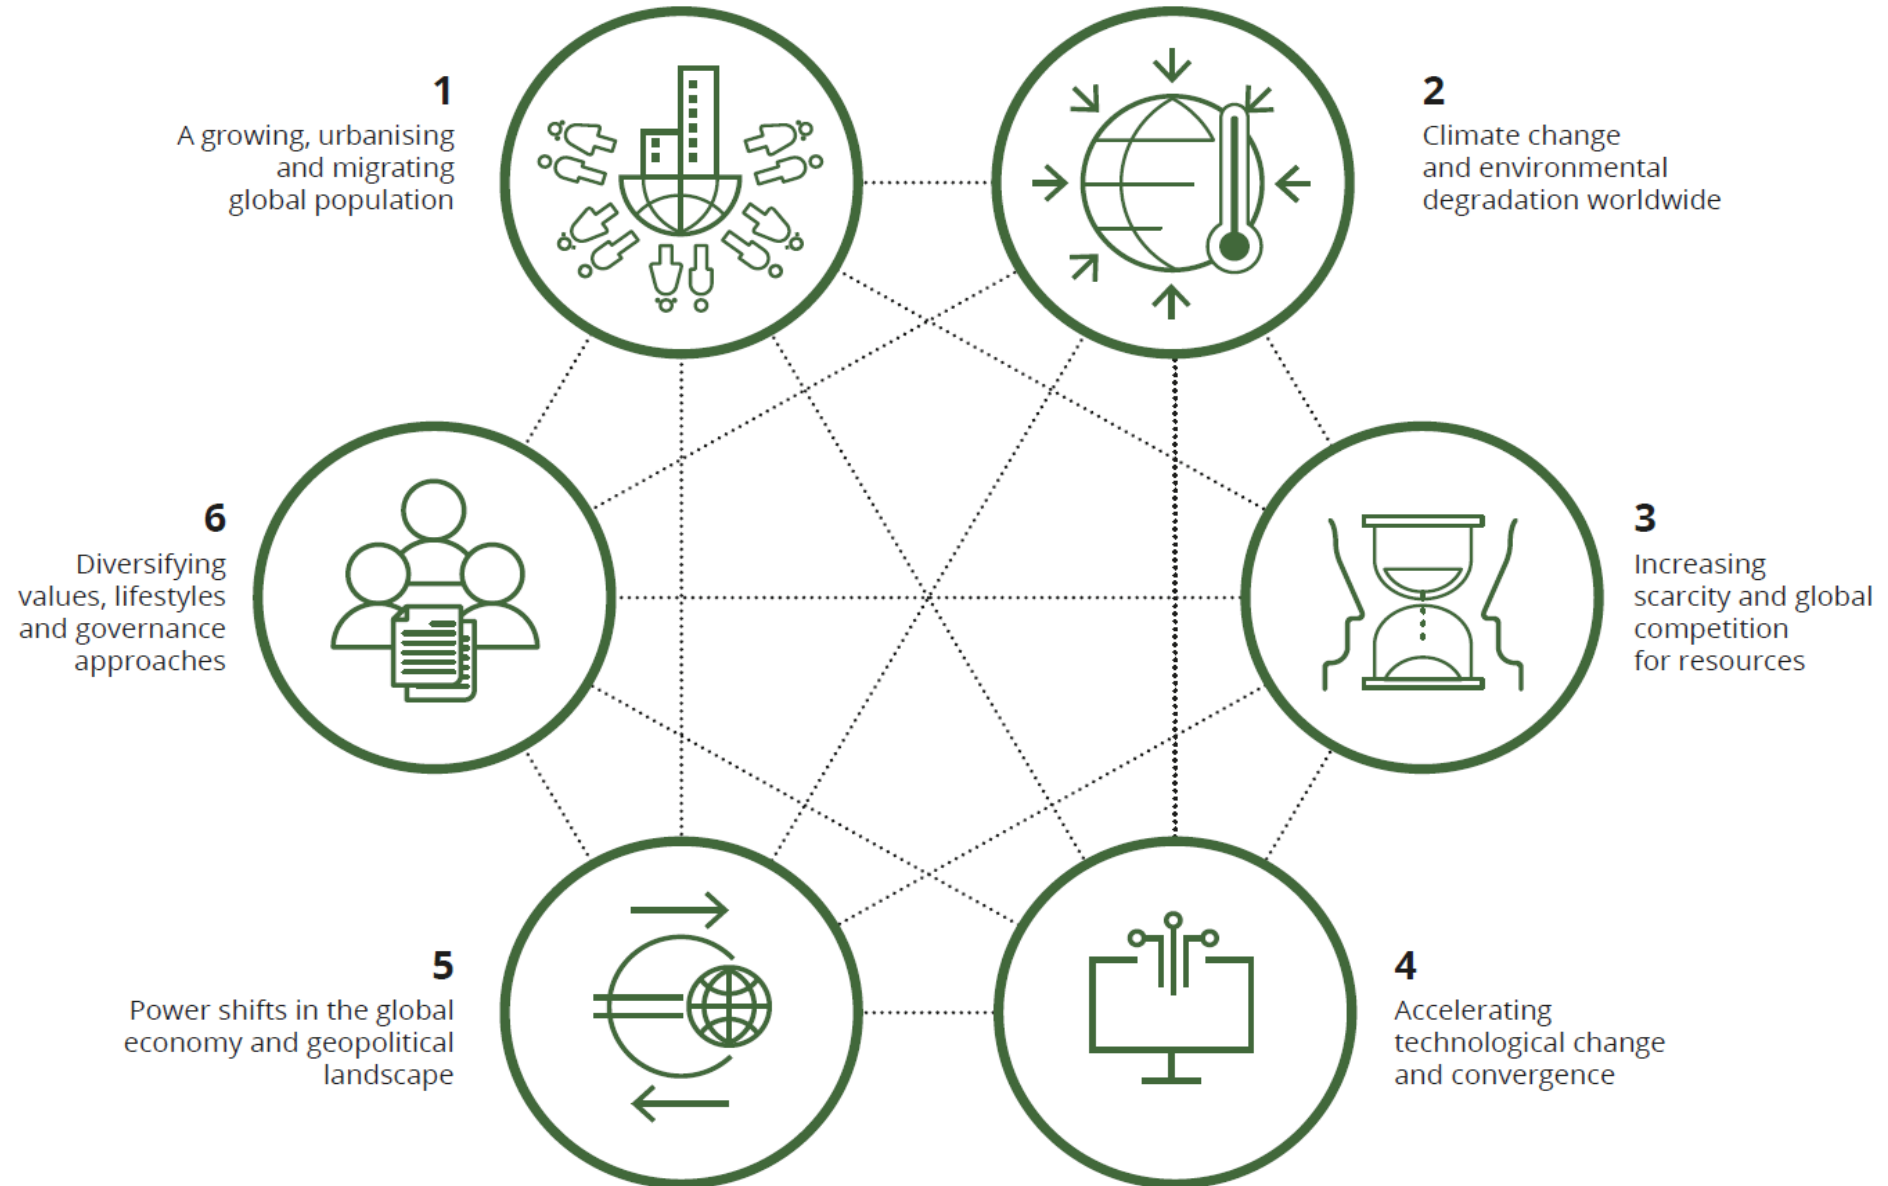 1
A growing, urbanising
and migrating
global population
2
Climate change
and environmental
degradation worldwide
3
Increasing
scarcity and global
competition
for resources
4
Accelerating
technological change
and convergence
5
Power shifts in the global
economy and geopolitical
landscape
6
Diversifying
values, lifestyles
and governance
approaches